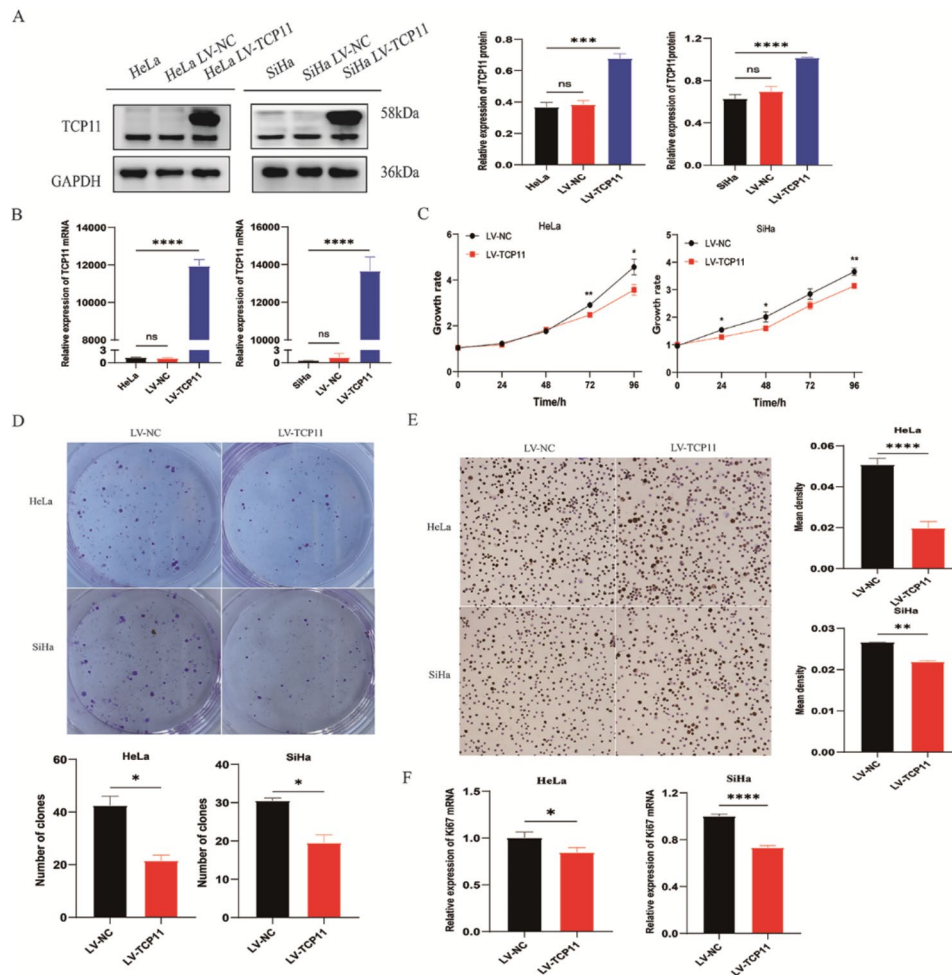 A
HeLa
HeLa LV-NC
HeLa LV-TCP11
SiHa
SiHa LV-NC
SiHa LV-TCP11
TCP11
58kDa
GAPDH
36kDa
Relative expression of TCP11 protein
0.8
0.6
0.4
0.2
0.0
***
ns
HeLa
LV-NC
LV-TCP11
Relative expression of TCP11protein
1.2
0.9
0.6
0.3
0.0
****
ns
SiHa
LV-NC
LV-TCP11
B
Relative expression of TCP11 mRNA
14000
12000
10000
8000
3
0
****
ns
HeLa
LV-NC
LV-TCP11
Relative expression of TCP11 mRNA
16000
14000
12000
10000
8000
3
0
****
ns
SiHa
LV- NC
LV-TCP11
C
HeLa
LV-NC
LV-TCP11
Growth rate
6
4
2
0
**
*
0
24
48
72
96
Time/h
SiHa
LV-NC
LV-TCP11
Growth rate
5
4
3
2
1
0
*
*
**
0
24
48
72
96
Time/h
D
LV-NC
LV-TCP11
HeLa
SiHa
HeLa
Number of clones
60
40
20
0
*
LV-NC
LV-TCP11
SiHa
Number of clones
40
30
20
10
0
*
LV-NC
LV-TCP11
E
LV-NC
LV-TCP11
HeLa
SiHa
HeLa
Mean density
0.06
0.04
0.02
0.00
****
LV-NC
LV-TCP11
SiHa
Mean density
0.03
0.02
0.01
0.00
**
LV-NC
LV-TCP11
F
HeLa
Relative expression of Ki67 mRNA
1.5
1.0
0.5
0.0
*
LV-NC
LV-TCP11
SiHa
Relative expression of Ki67 mRNA
1.2
0.9
0.6
0.3
0.0
****
LV-NC
LV-TCP11